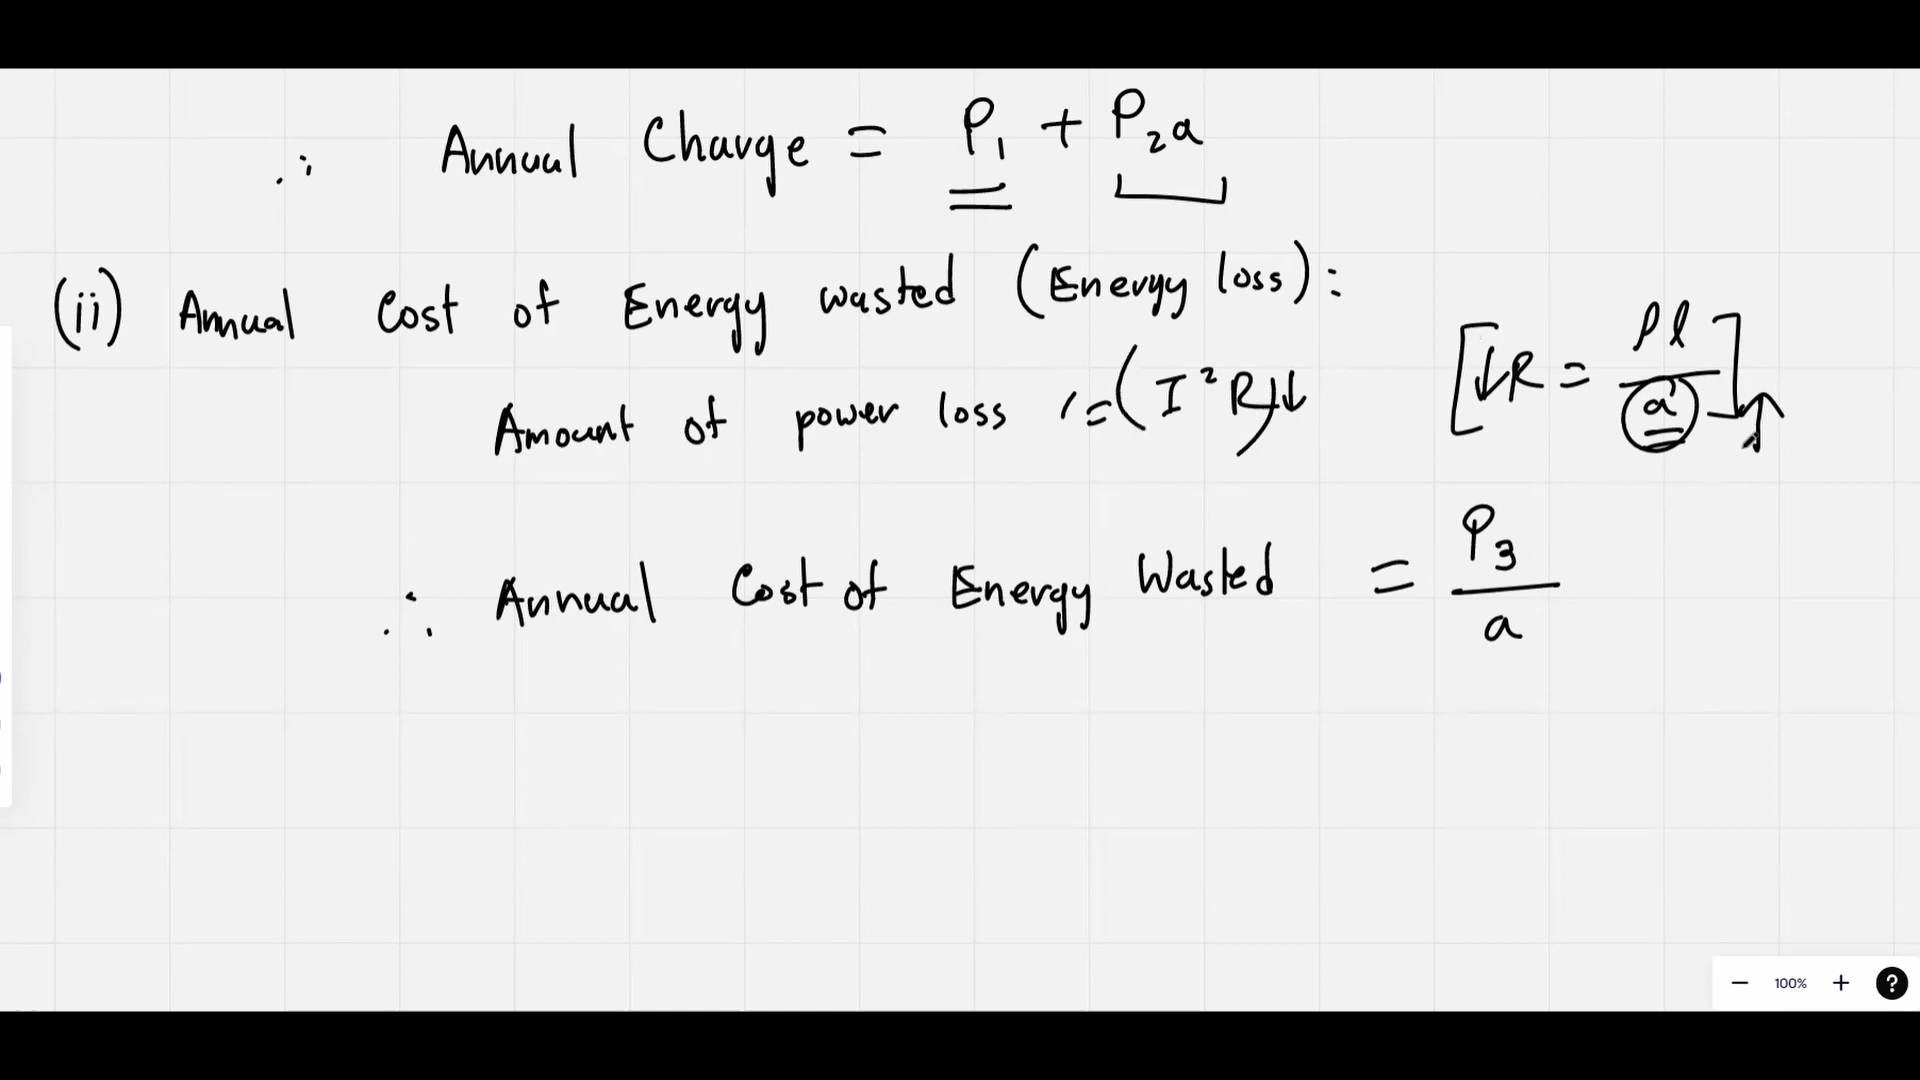 ∴ Annual Charge = P₁ + P₂a
(ii) Annual Cost of Energy wasted (Energy loss):
Amount of power loss = (I²R)↓ [↓R = ρl/a]↑
∴ Annual Cost of Energy Wasted = P₃/a
100%